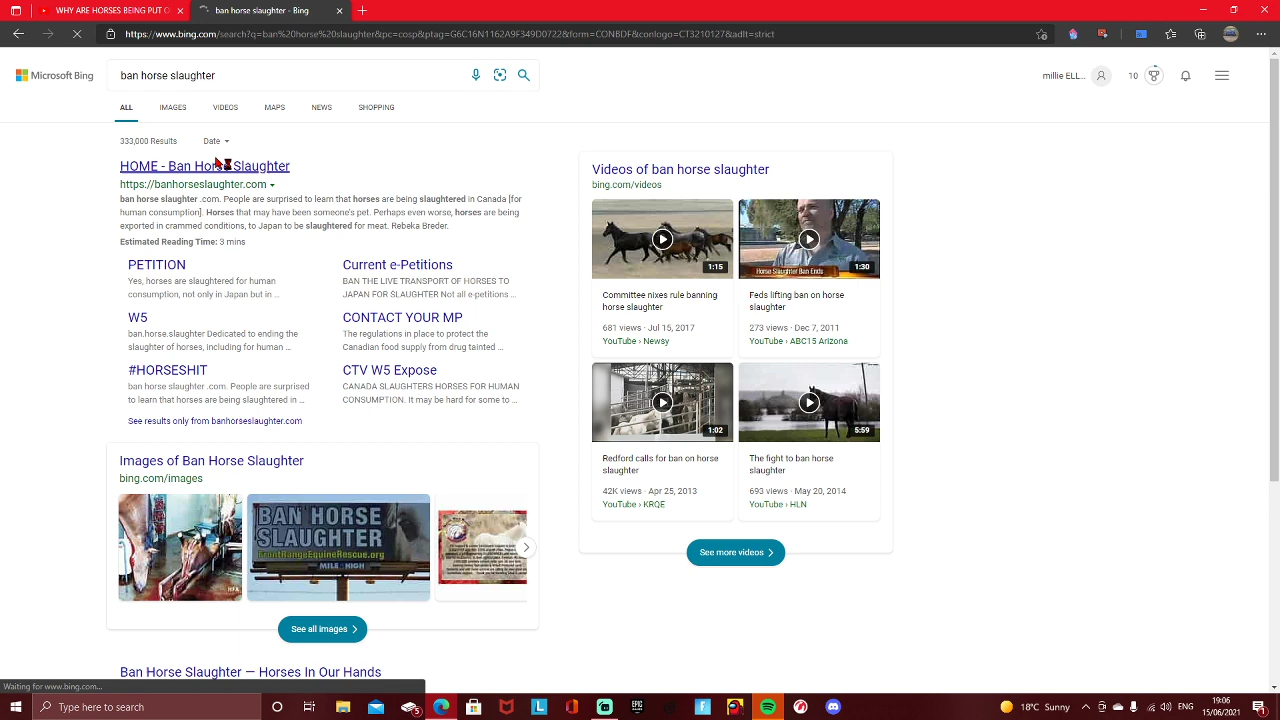 WHY ARE HORSES BEING PUT O
ban horse slaughter - Bing
https://www.bing.com/search?q=ban%20horse%20slaughter&pc=cosp&ptag=G6C16N1162A9F349D0722&form=CONBDF&conlogo=CT3210127&adlt=strict
Microsoft Bing
ban horse slaughter
millie ELL...
10
ALL
IMAGES
VIDEOS
MAPS
NEWS
SHOPPING
333,000 Results
Date
HOME - Ban Horse Slaughter
https://banhorseslaughter.com
ban horse slaughter .com. People are surprised to learn that horses are being slaughtered in Canada [for
human consumption]. Horses that may have been someone's pet. Perhaps even worse, horses are being
exported in crammed conditions, to Japan to be slaughtered for meat. Rebeka Breder.
Estimated Reading Time: 3 mins
PETITION
Yes, horses are slaughtered for human
consumption, not only in Japan but in ...
Current e-Petitions
BAN THE LIVE TRANSPORT OF HORSES TO
JAPAN FOR SLAUGHTER Not all e-petitions ...
W5
ban.horse.slaughter Dedicated to ending the
slaughter of horses, including for human ...
CONTACT YOUR MP
The regulations in place to protect the
Canadian food supply from drug tainted ...
#HORSESHIT
ban horse slaughter .com. People are surprised
to learn that horses are being slaughtered in ...
CTV W5 Expose
CANADA SLAUGHTERS HORSES FOR HUMAN
CONSUMPTION. It may be hard for some to ...
See results only from banhorseslaughter.com
Images of Ban Horse Slaughter
bing.com/images
BAN HORSE
SLAUGHTER
FrontRangeEquineRescue.org
MILE HIGH
See all images
Ban Horse Slaughter — Horses In Our Hands
Videos of ban horse slaughter
bing.com/videos
1:15
Committee nixes rule banning
horse slaughter
681 views · Jul 15, 2017
YouTube › Newsy
Horse Slaughter Ban Ends
1:30
Feds lifting ban on horse
slaughter
273 views · Dec 7, 2011
YouTube › ABC15 Arizona
1:02
Redford calls for ban on horse
slaughter
42K views · Apr 25, 2013
YouTube › KRQE
5:59
The fight to ban horse
slaughter
693 views · May 20, 2014
YouTube › HLN
See more videos
Waiting for www.bing.com...
Type here to search
5
L
EPIC
18°C Sunny
ENG
19:06
15/06/2021
1